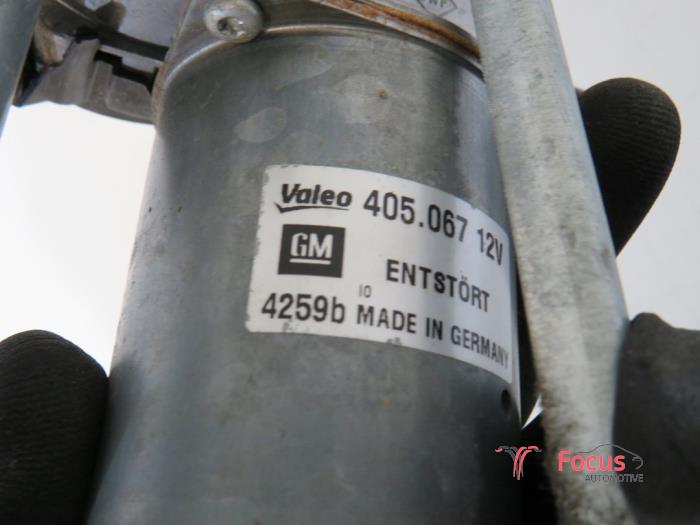 Valeo 405.067 12V
GM
ENTSTÖRT
10
4259b MADE IN GERMANY
Focus
AUTOMOTIVE